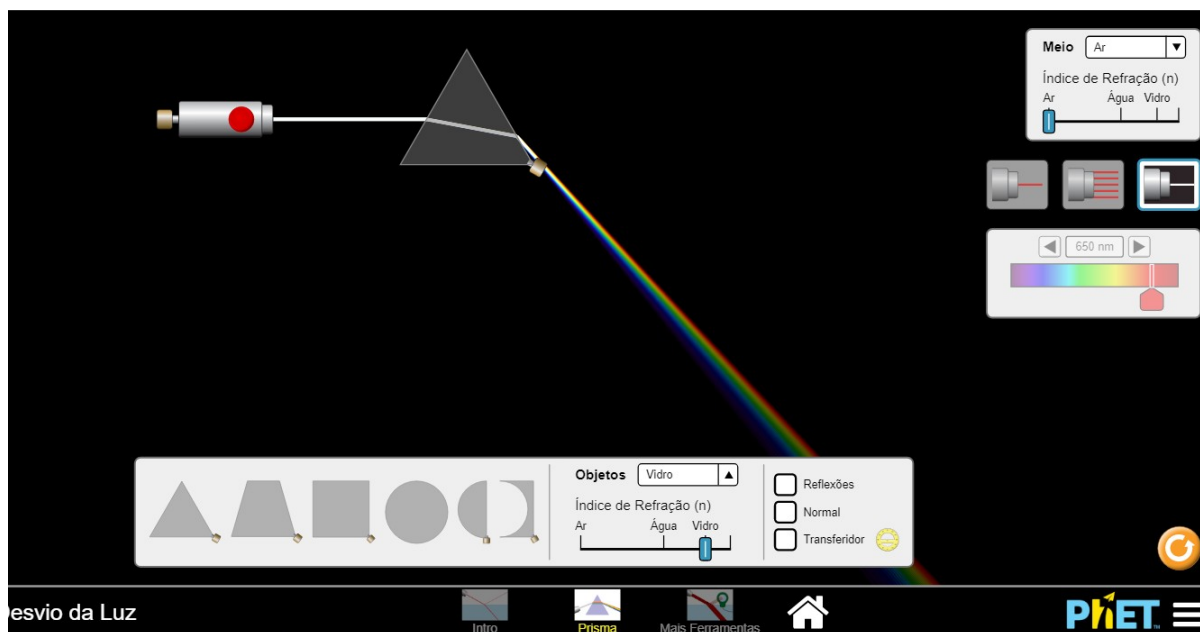 Meio Ar
Índice de Refração (n)
Ar Água Vidro
650 nm
Objetos Vidro
Índice de Refração (n)
Ar Água Vidro
Reflexões
Normal
Transferidor
esvio da Luz
Intro
Prisma
Mais Ferramentas
PhET